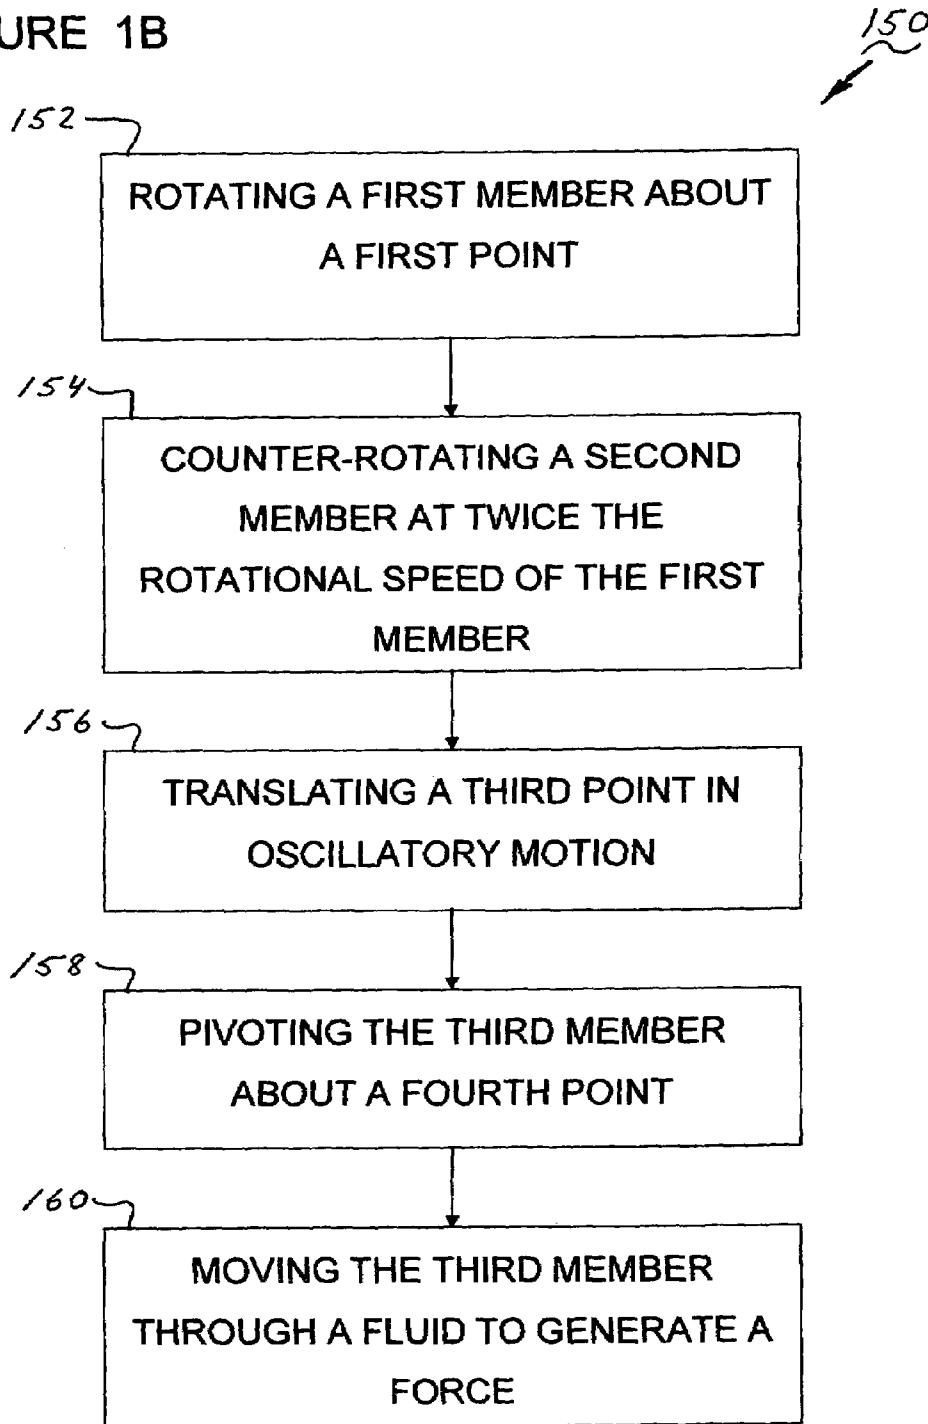 URE 1B
150
152
ROTATING A FIRST MEMBER ABOUT
A FIRST POINT
154
COUNTER-ROTATING A SECOND
MEMBER AT TWICE THE
ROTATIONAL SPEED OF THE FIRST
MEMBER
156
TRANSLATING A THIRD POINT IN
OSCILLATORY MOTION
158
PIVOTING THE THIRD MEMBER
ABOUT A FOURTH POINT
160
MOVING THE THIRD MEMBER
THROUGH A FLUID TO GENERATE A
FORCE